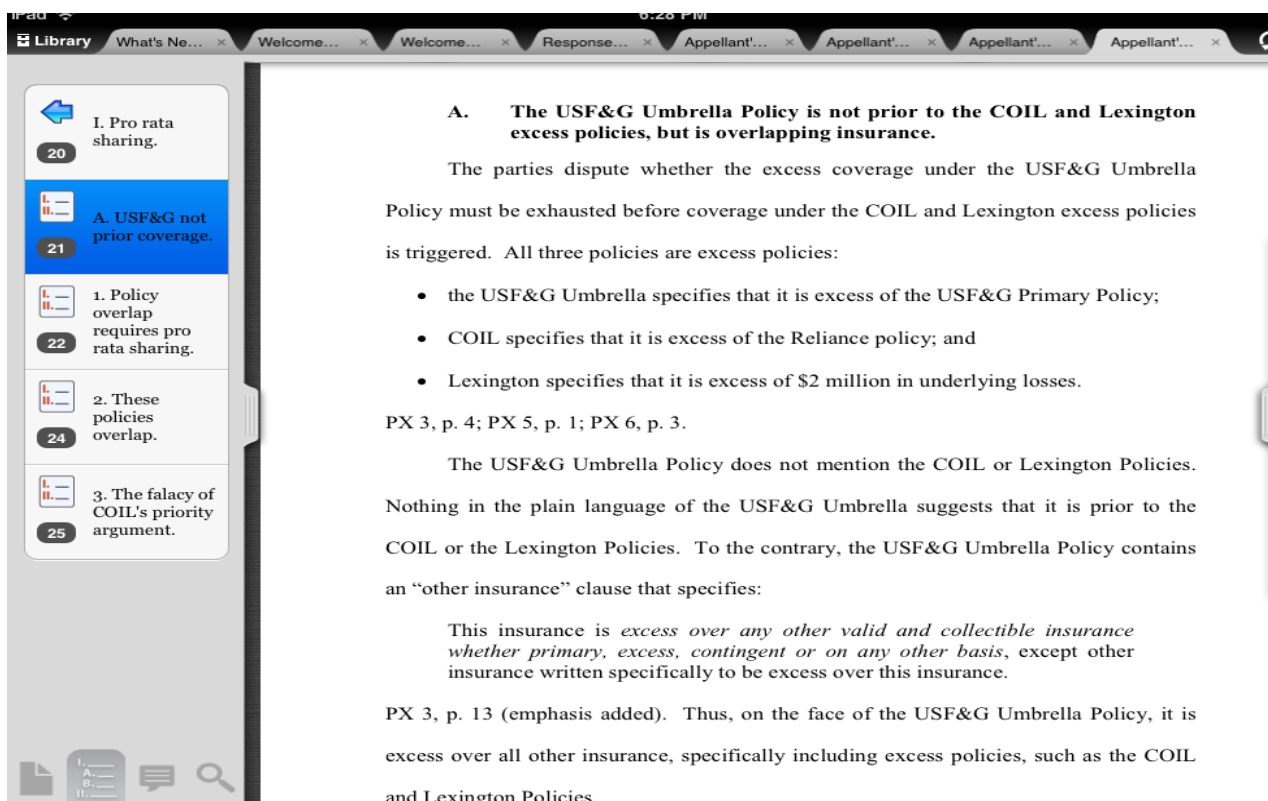 iPad
6:28 PM
Library
What's Ne... ×
Welcome... ×
Welcome... ×
Response... ×
Appellant'... ×
Appellant'... ×
Appellant'... ×
Appellant'... ×
I. Pro rata
sharing.
20
A. USF&G not
prior coverage.
21
1. Policy
overlap
requires pro
rata sharing.
22
2. These
policies
overlap.
24
3. The falacy of
COIL's priority
argument.
25
A. The USF&G Umbrella Policy is not prior to the COIL and Lexington
excess policies, but is overlapping insurance.
The parties dispute whether the excess coverage under the USF&G Umbrella
Policy must be exhausted before coverage under the COIL and Lexington excess policies
is triggered. All three policies are excess policies:
• the USF&G Umbrella specifies that it is excess of the USF&G Primary Policy;
• COIL specifies that it is excess of the Reliance policy; and
• Lexington specifies that it is excess of $2 million in underlying losses.
PX 3, p. 4; PX 5, p. 1; PX 6, p. 3.
The USF&G Umbrella Policy does not mention the COIL or Lexington Policies.
Nothing in the plain language of the USF&G Umbrella suggests that it is prior to the
COIL or the Lexington Policies. To the contrary, the USF&G Umbrella Policy contains
an “other insurance” clause that specifies:
This insurance is excess over any other valid and collectible insurance
whether primary, excess, contingent or on any other basis, except other
insurance written specifically to be excess over this insurance.
PX 3, p. 13 (emphasis added). Thus, on the face of the USF&G Umbrella Policy, it is
excess over all other insurance, specifically including excess policies, such as the COIL
and Lexington Policies.